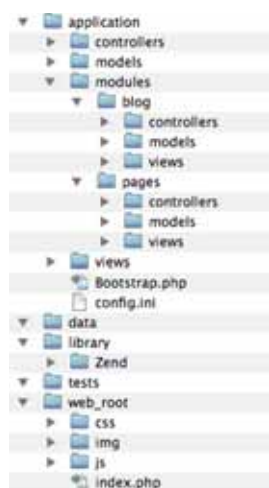 application
controllers
models
modules
blog
controllers
models
views
pages
controllers
models
views
views
Bootstrap.php
config.ini
data
library
Zend
tests
web_root
css
img
js
index.php